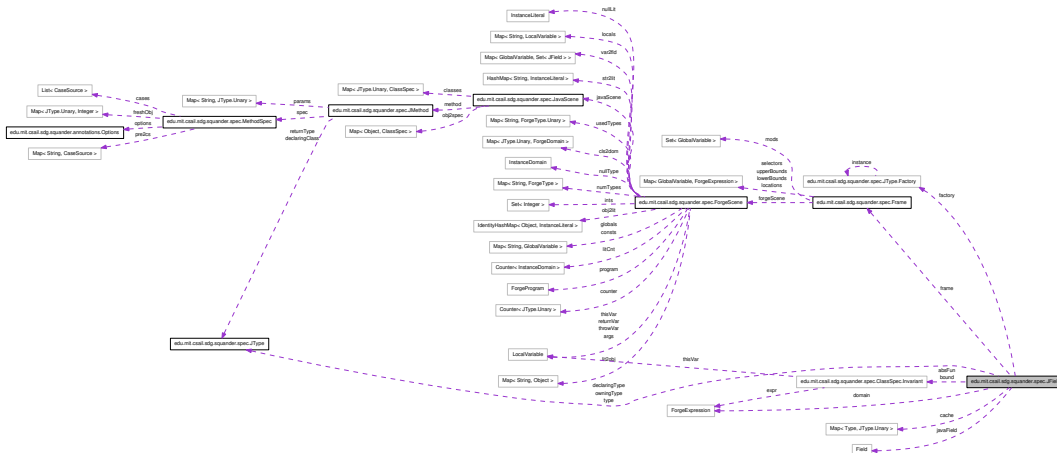 InstanceLiteral
nullLit
Map< String, LocalVariable >
locals
Map< GlobalVariable, Set< JField > >
var2fld
HashMap< String, InstanceLiteral >
str2lit
List< CaseSource >
cases
Map< JType.Unary, Integer >
freshObj
edu.mit.csail.sdg.squander.annotations.Options
options
Map< String, CaseSource >
pre2cs
edu.mit.csail.sdg.squander.spec.MethodSpec
Map< String, JType.Unary >
params
spec
Map< JType.Unary, ClassSpec >
classes
edu.mit.csail.sdg.squander.spec.JMethod
method
obj2spec
Map< Object, ClassSpec >
returnType
declaringClass
edu.mit.csail.sdg.squander.spec.JavaScene
javaScene
Map< String, ForgeType.Unary >
usedTypes
Map< JType.Unary, ForgeDomain >
cls2dom
InstanceDomain
nullType
Map< String, ForgeType >
numTypes
Set< Integer >
ints
IdentityHashMap< Object, InstanceLiteral >
obj2lit
Map< String, GlobalVariable >
globals
consts
Counter< InstanceDomain >
litCnt
ForgeProgram
program
Counter< JType.Unary >
counter
LocalVariable
thisVar
returnVar
throwVar
args
Map< String, Object >
lit2obj
edu.mit.csail.sdg.squander.spec.ForgeScene
Map< GlobalVariable, ForgeExpression >
Set< GlobalVariable >
mods
selectors
upperBounds
lowerBounds
locations
forgeScene
edu.mit.csail.sdg.squander.spec.Frame
instance
edu.mit.csail.sdg.squander.spec.JType.Factory
factory
frame
edu.mit.csail.sdg.squander.spec.JType
declaringType
owningType
type
thisVar
edu.mit.csail.sdg.squander.spec.ClassSpec.Invariant
absFun
bound
edu.mit.csail.sdg.squander.spec.JField
expr
domain
ForgeExpression
Map< Type, JType.Unary >
cache
javaField
Field